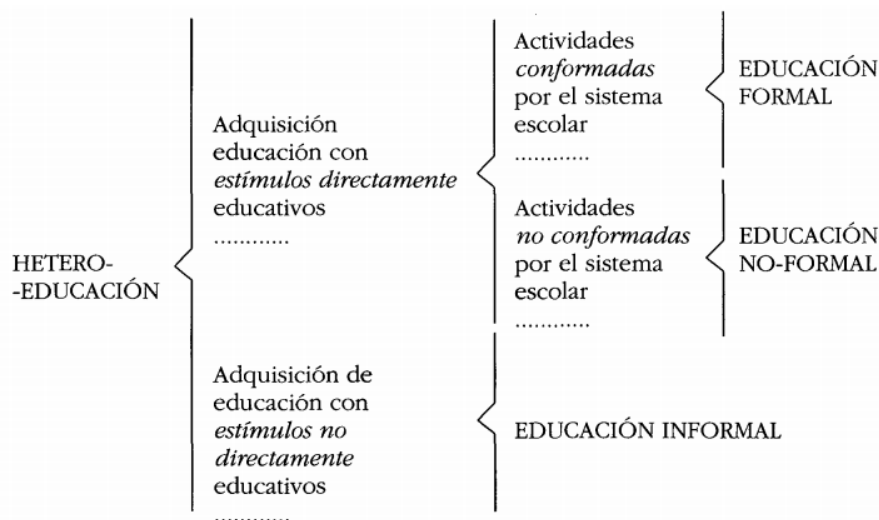 HETERO-
-EDUCACIÓN
Adquisición
educación con
estímulos directamente
educativos
............
Actividades
conformadas
por el sistema
escolar
............
EDUCACIÓN
FORMAL
Actividades
no conformadas
por el sistema
escolar
............
EDUCACIÓN
NO-FORMAL
Adquisición de
educación con
estímulos no
directamente
educativos
............
EDUCACIÓN INFORMAL